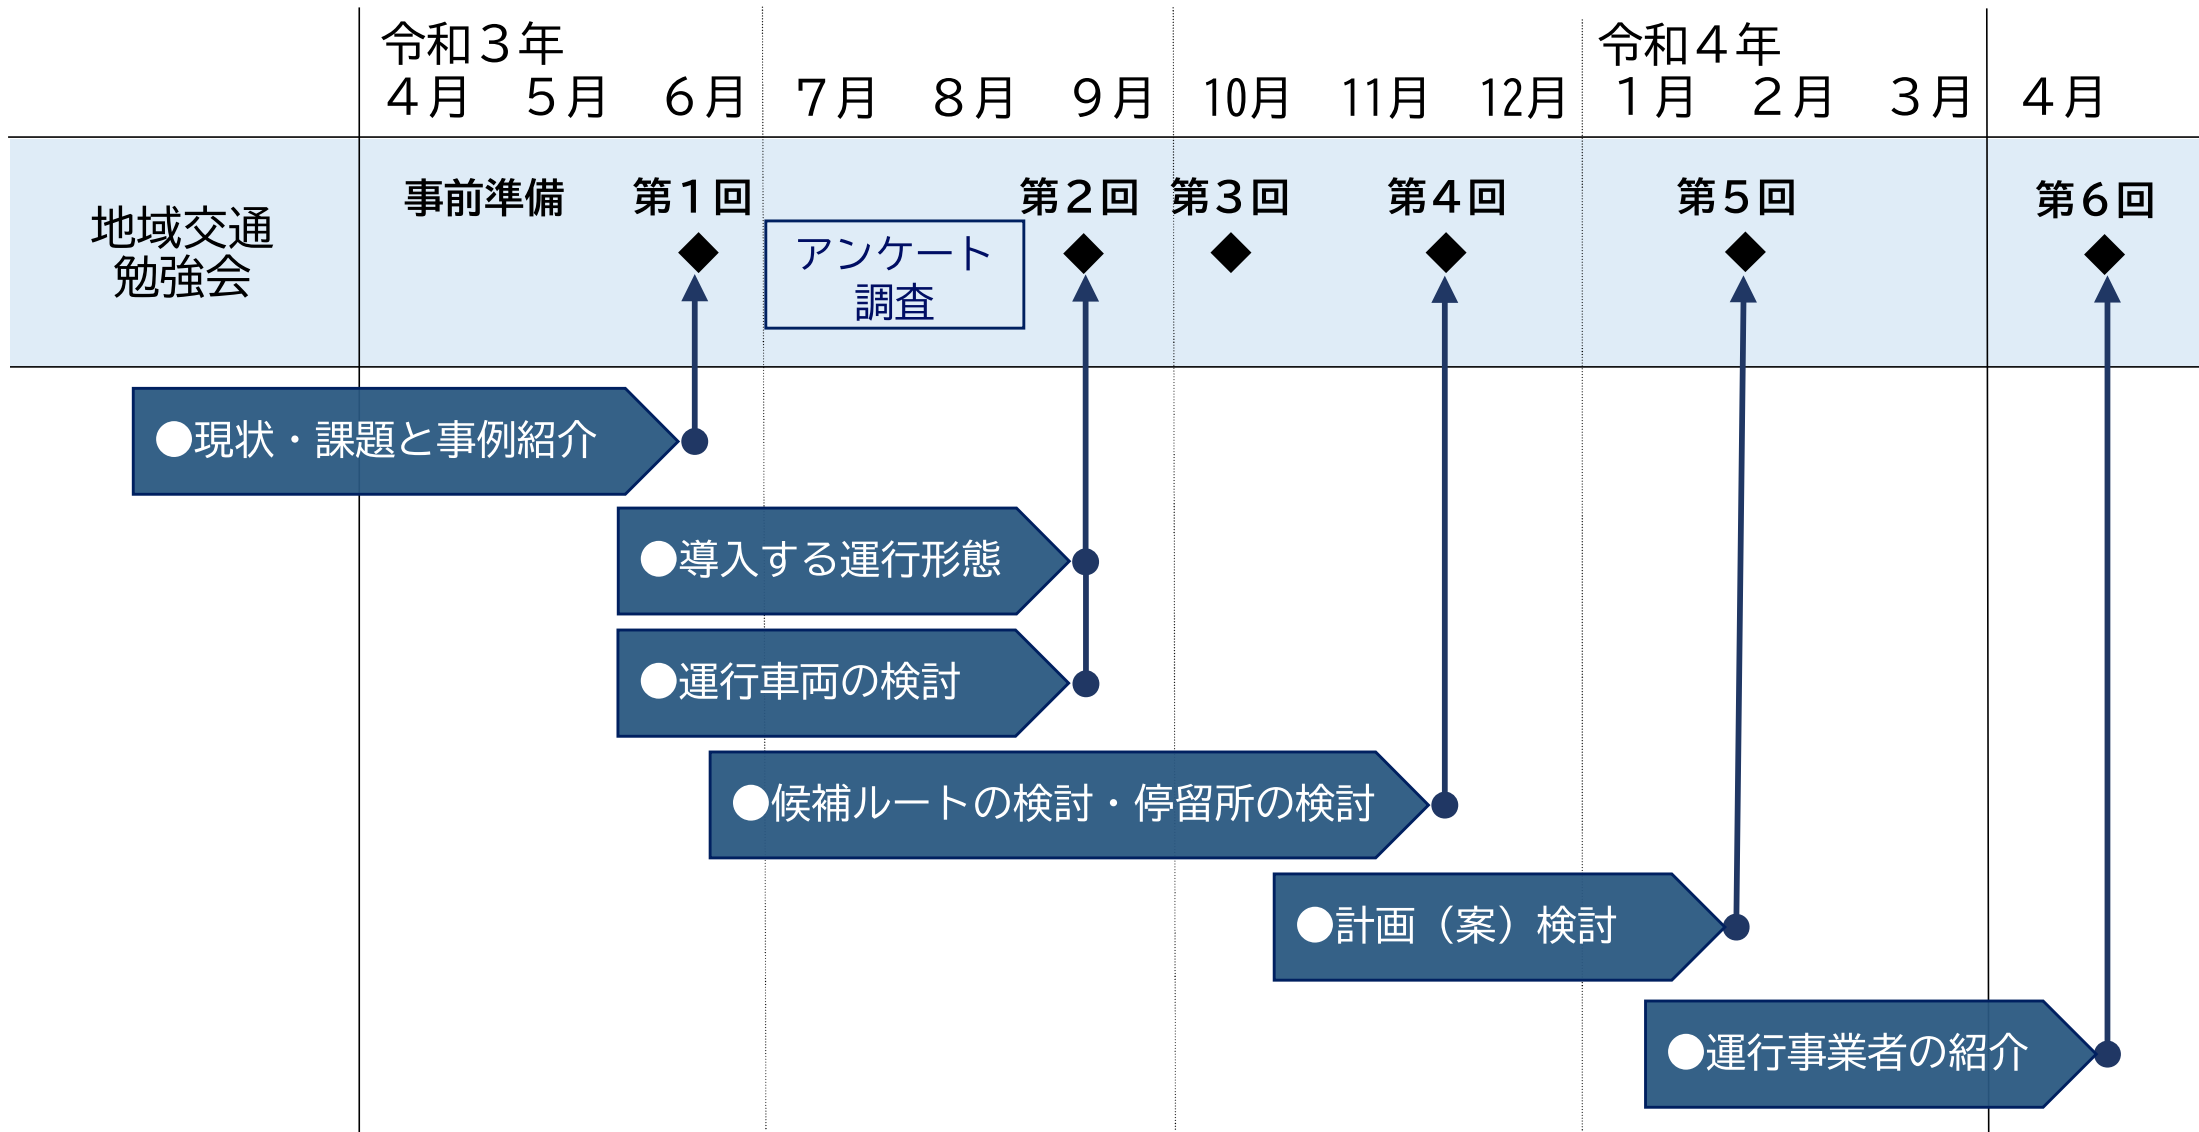 令和３年
４月 ５月 ６月 ７月 ８月 ９月 10月 11月 12月
令和４年
１月 ２月 ３月 ４月
地域交通
勉強会
事前準備
第１回
第２回
第３回
第４回
第５回
第６回
アンケート
調査
●現状・課題と事例紹介
●導入する運行形態
●運行車両の検討
●候補ルートの検討・停留所の検討
●計画（案）検討
●運行事業者の紹介